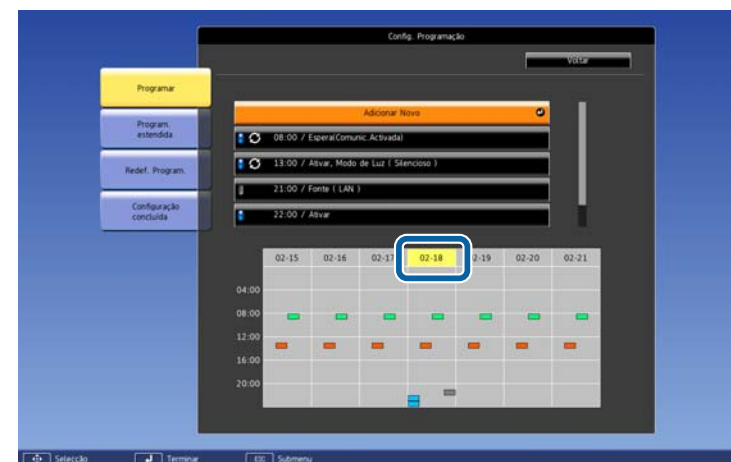 Config. Programação
Voltar
Programar
Program.
estendida
Redef. Program.
Configuração
concluída
Adicionar Novo
08:00 / Espera(Comunic.Activada)
13:00 / Ativar, Modo de Luz ( Silencioso )
21:00 / Fonte ( LAN )
22:00 / Ativar
02-15 02-16 02-17 02-18 02-19 02-20 02-21
04:00
08:00
12:00
16:00
20:00
Selecção Terminar ESC Submenu